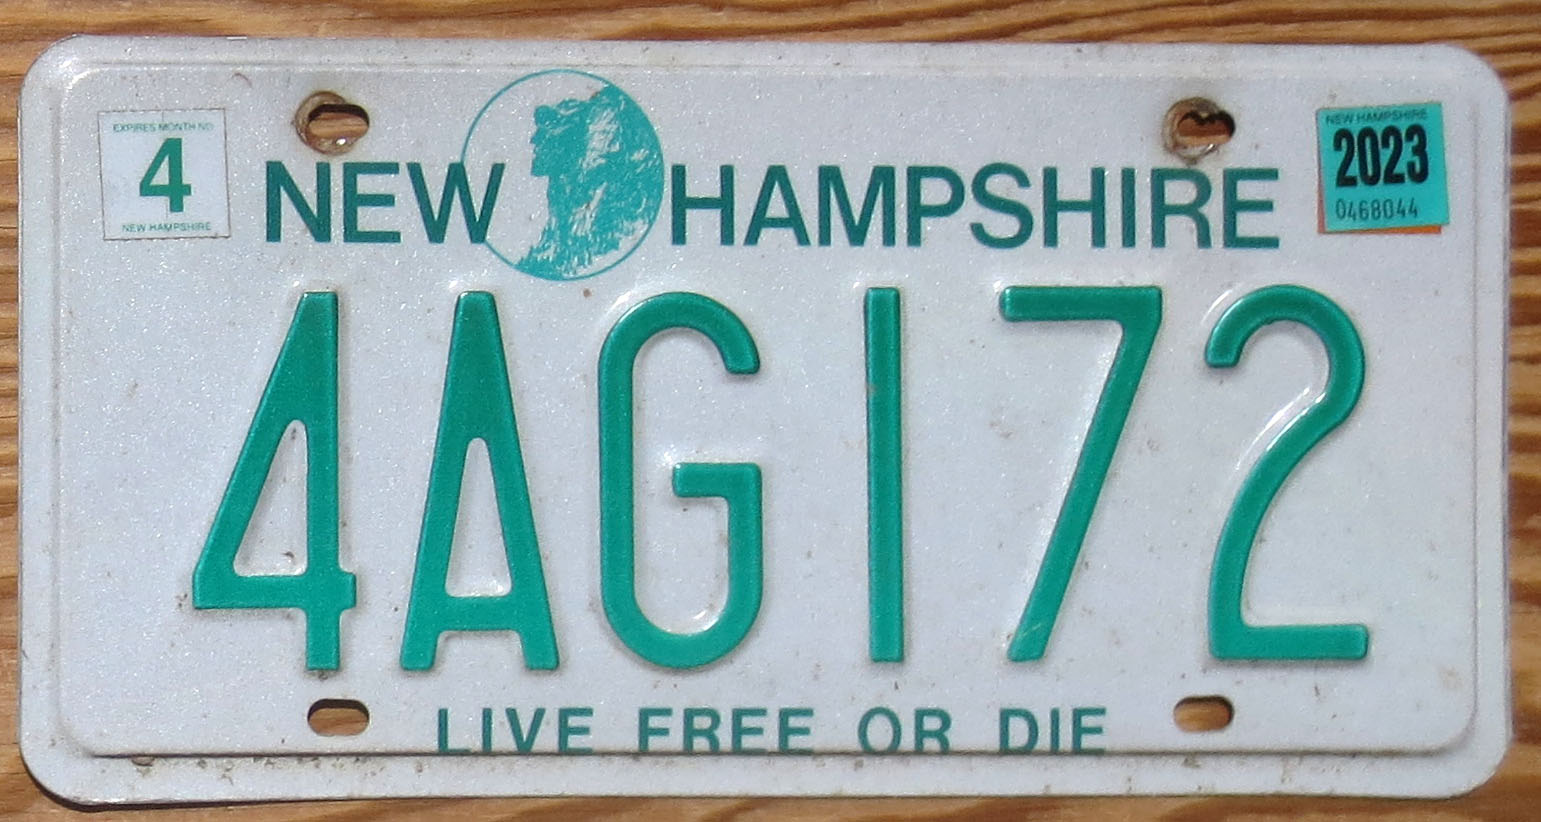 EXPIRES MONTH NO
4
NEW HAMPSHIRE
NEW HAMPSHIRE
NEW HAMPSHIRE
2023
0468044
4AG172
LIVE FREE OR DIE